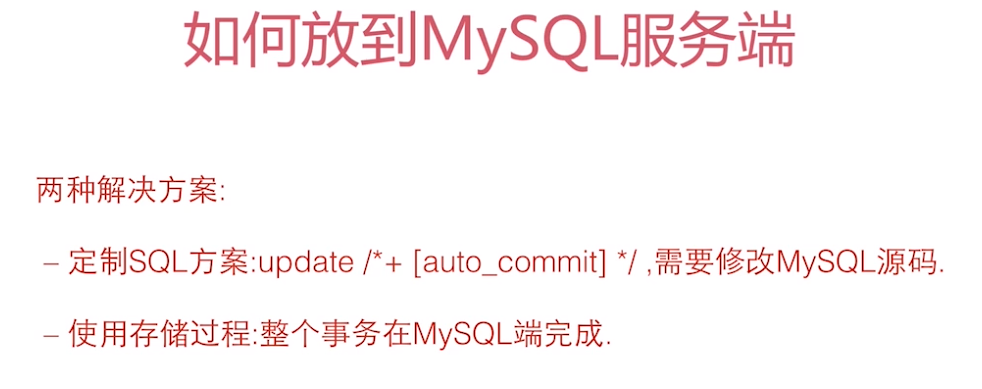 如何放到MySQL服务端
两种解决方案:
– 定制SQL方案:update /*+ [auto_commit] */ ,需要修改MySQL源码.
– 使用存储过程:整个事务在MySQL端完成.